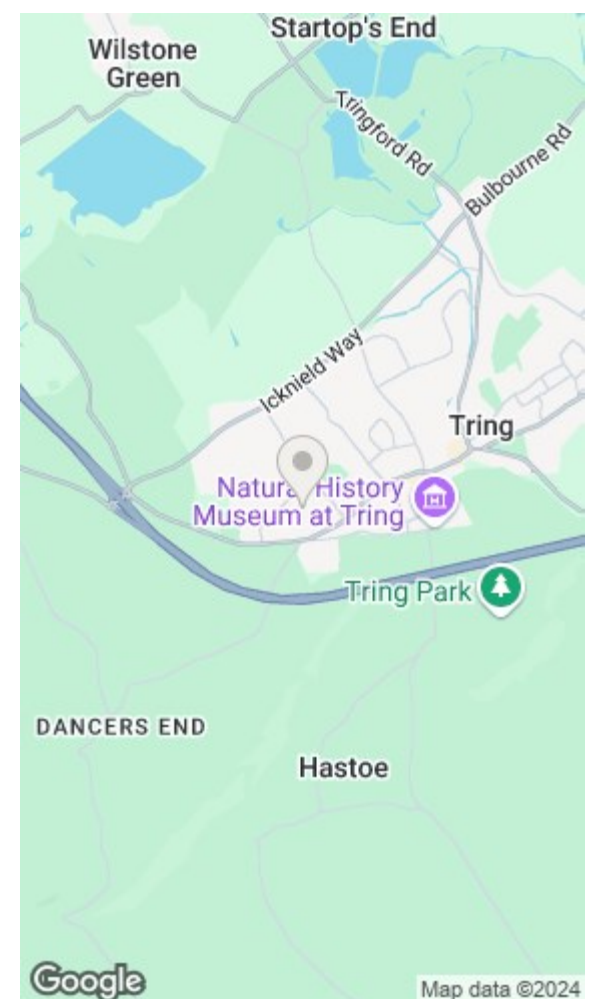 Startop's End
Wilstone
Green
Tringford Rd
Bulbourne Rd
Icknield Way
Tring
Natural History
Museum at Tring
Tring Park
DANCERS END
Hastoe
Google
Map data ©2024